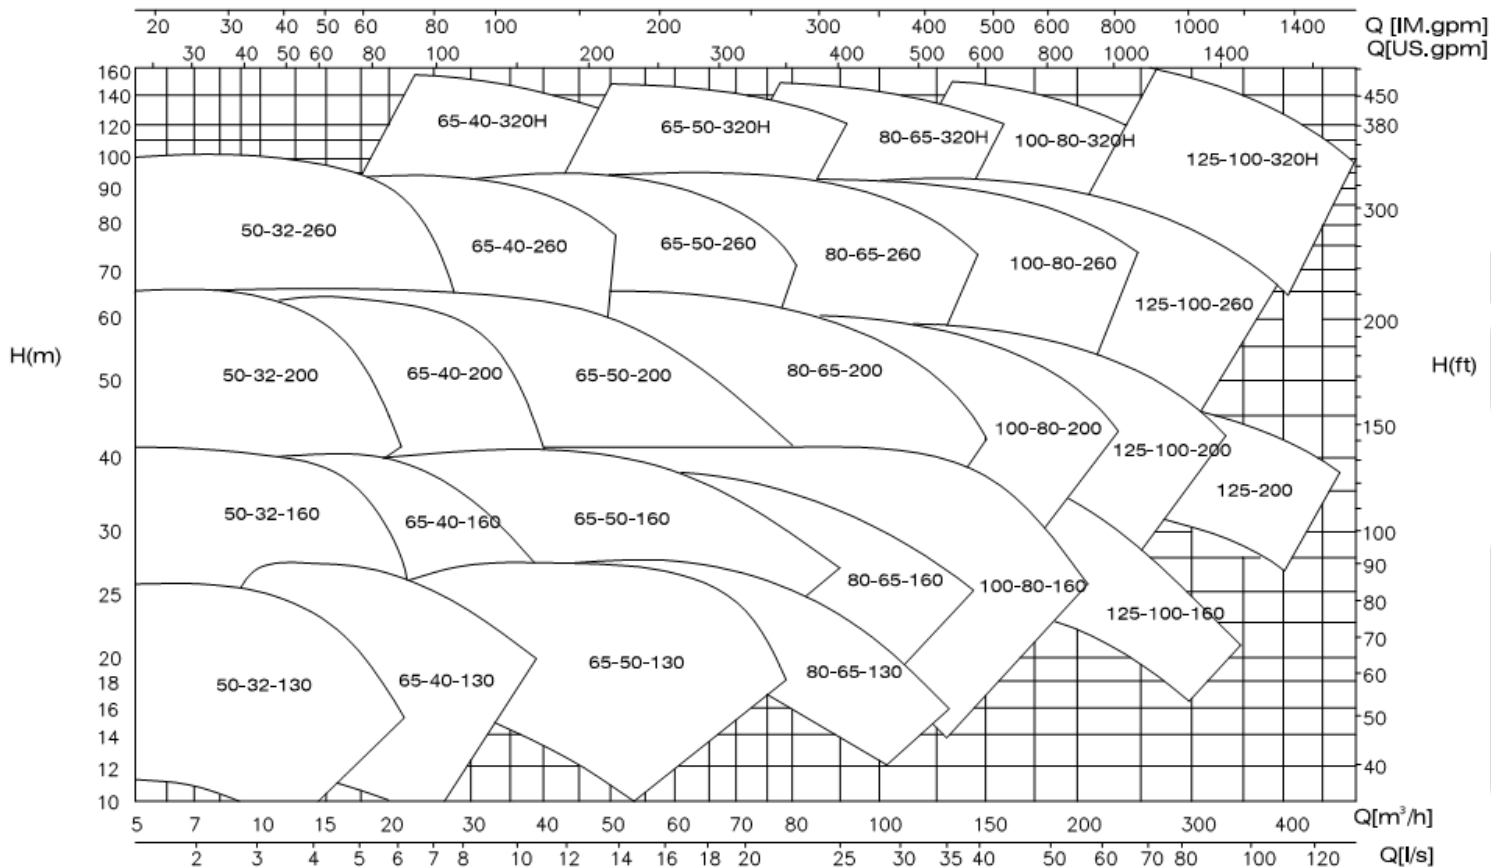 20 30 40 50 60 80 100 200 300 400 500 600 800 1000 1400 Q [IM.gpm]
30 40 50 60 80 100 200 300 400 500 600 800 1000 1400 Q[US.gpm]
160
140 450
65-40-320H 65-50-320H 80-65-320H 100-80-320H
120 380
100 125-100-320H
90
300
80 50-32-260 65-40-260 65-50-260 80-65-260
70 100-80-260
125-100-260
60 200
H(m) H(ft)
50 50-32-200 65-40-200 65-50-200 80-65-200
150
100-80-200
125-100-200
40
125-200
50-32-160 65-40-160 65-50-160
30 100
90
80-65-160 100-80-160
25 80
125-100-160
70
20 65-50-130 80-65-130 60
18 50-32-130 65-40-130
16 50
14
12 40
10
5 7 10 15 20 30 40 50 60 70 80 100 150 200 300 400 Q[m³/h]
2 3 4 5 6 7 8 10 12 14 16 18 20 25 30 35 40 50 60 70 80 100 120 Q[l/s]